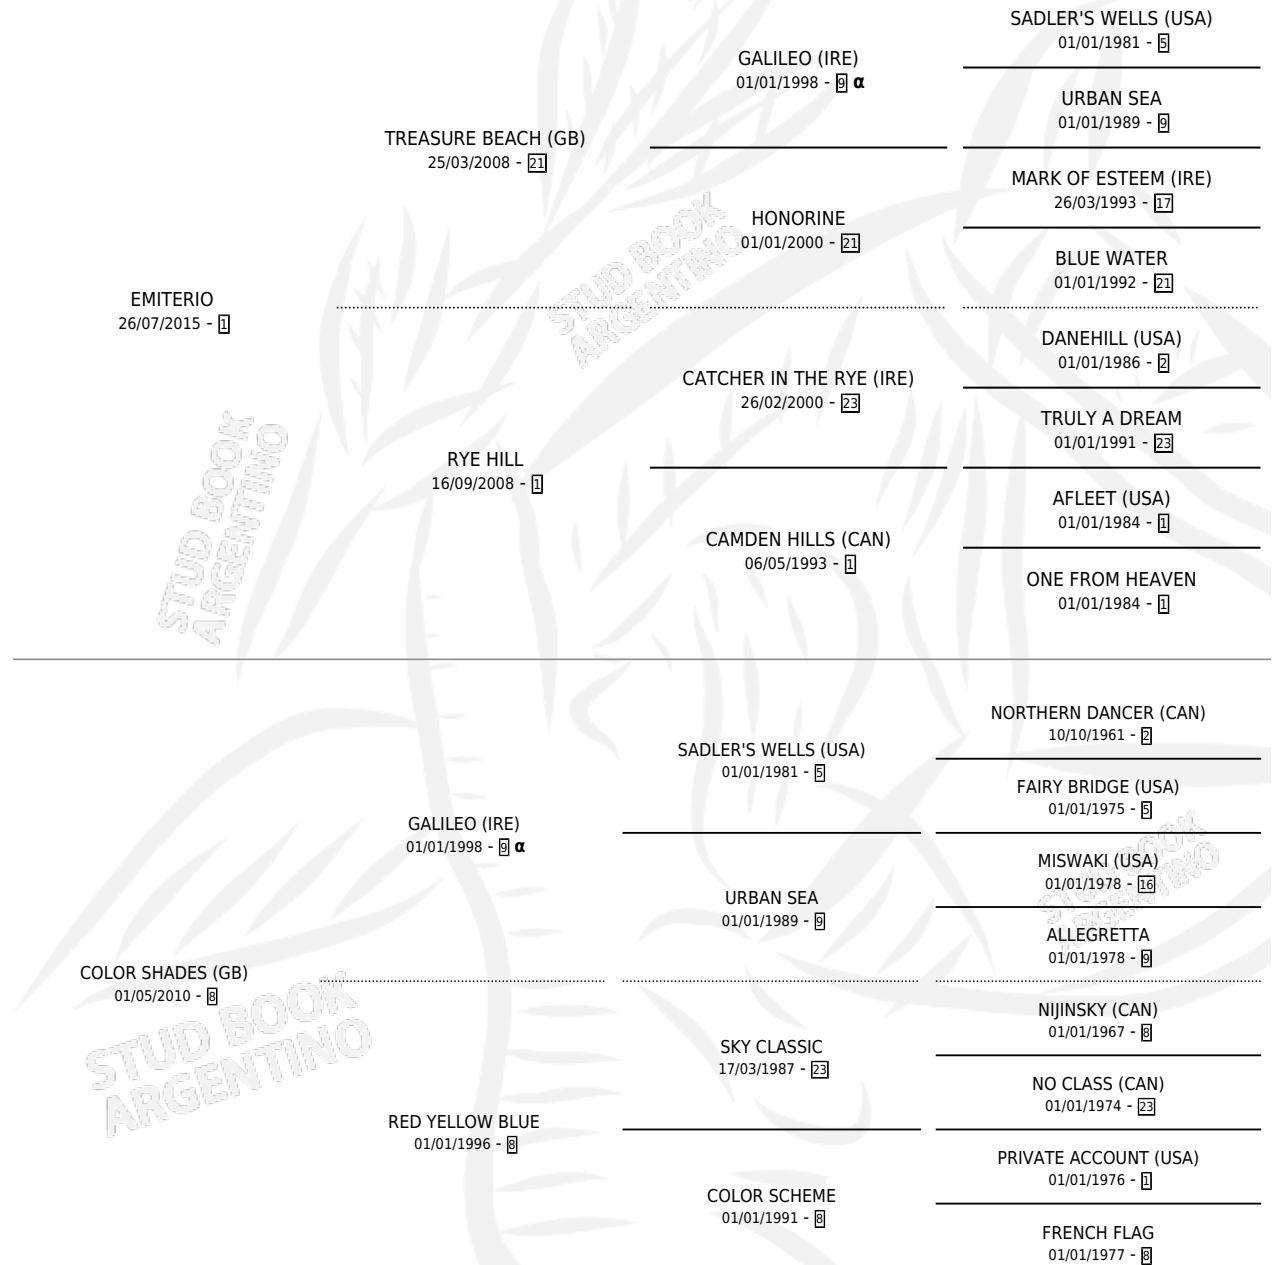 SADLER'S WELLS (USA)
01/01/1981 - 5
GALILEO (IRE)
01/01/1998 - 9 α
URBAN SEA
01/01/1989 - 9
TREASURE BEACH (GB)
25/03/2008 - 21
MARK OF ESTEEM (IRE)
26/03/1993 - 17
HONORINE
01/01/2000 - 21
BLUE WATER
01/01/1992 - 21
EMITERIO
26/07/2015 - 1
STUD BOOK
ARGENTINO
DANEHILL (USA)
01/01/1986 - 2
CATCHER IN THE RYE (IRE)
26/02/2000 - 23
TRULY A DREAM
01/01/1991 - 23
RYE HILL
16/09/2008 - 1
AFLEET (USA)
01/01/1984 - 1
CAMDEN HILLS (CAN)
06/05/1993 - 1
ONE FROM HEAVEN
01/01/1984 - 1
STUD BOOK
ARGENTINO
NORTHERN DANCER (CAN)
10/10/1961 - 2
SADLER'S WELLS (USA)
01/01/1981 - 5
FAIRY BRIDGE (USA)
01/01/1975 - 5
GALILEO (IRE)
01/01/1998 - 9 α
MISWAKI (USA)
01/01/1978 - 16
URBAN SEA
01/01/1989 - 9
ALLEGRETTA
01/01/1978 - 9
STUD BOOK
ARGENTINO
COLOR SHADES (GB)
01/05/2010 - 8
STUD BOOK
ARGENTINO
NIJINSKY (CAN)
01/01/1967 - 8
SKY CLASSIC
17/03/1987 - 23
NO CLASS (CAN)
01/01/1974 - 23
RED YELLOW BLUE
01/01/1996 - 8
PRIVATE ACCOUNT (USA)
01/01/1976 - 1
COLOR SCHEME
01/01/1991 - 8
FRENCH FLAG
01/01/1977 - 8